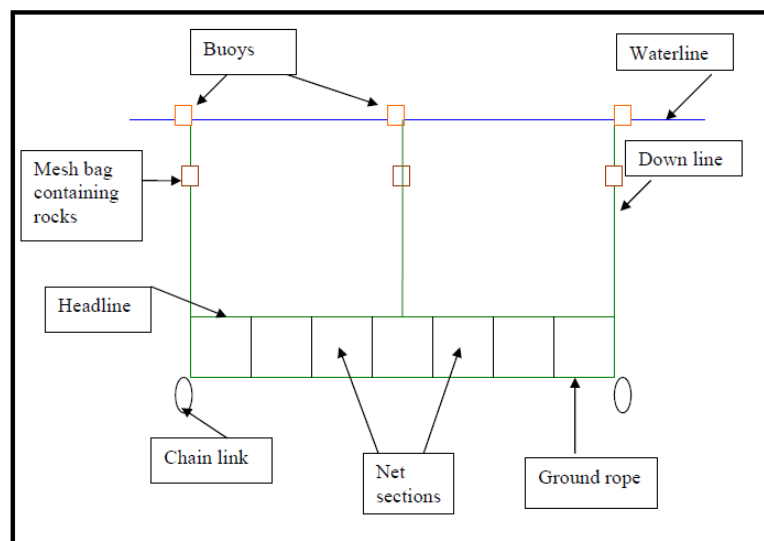 Buoys
Waterline
Mesh bag
containing
rocks
Down line
Headline
Chain link
Net
sections
Ground rope